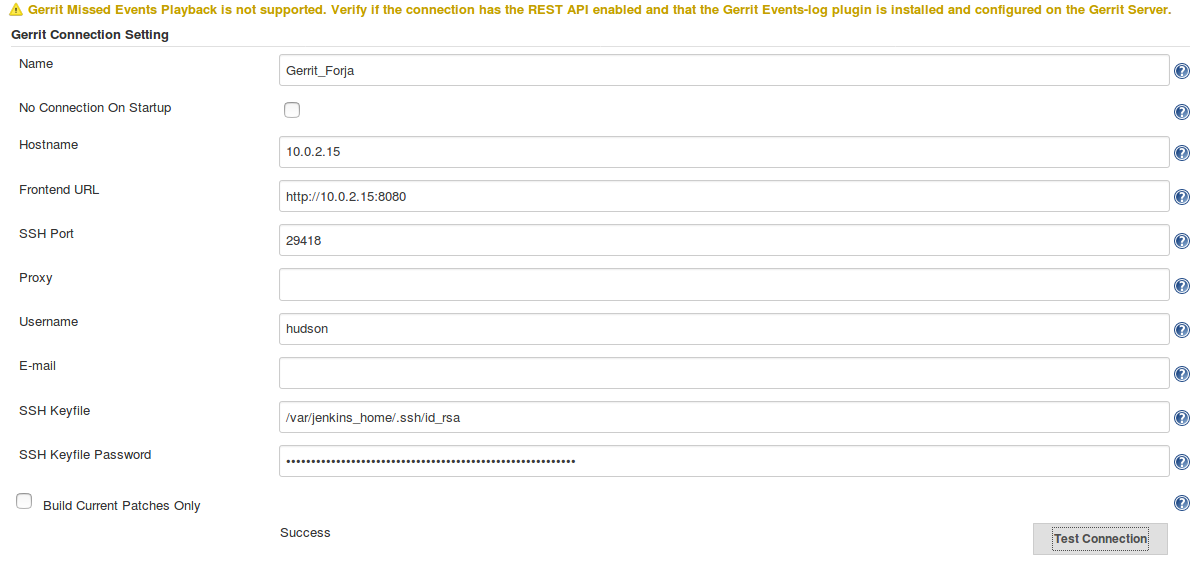 Gerrit Missed Events Playback is not supported. Verify if the connection has the REST API enabled and that the Gerrit Events-log plugin is installed and configured on the Gerrit Server.
Gerrit Connection Setting
Name
Gerrit_Forja
No Connection On Startup
Hostname
10.0.2.15
Frontend URL
http://10.0.2.15:8080
SSH Port
29418
Proxy
Username
hudson
E-mail
SSH Keyfile
/var/jenkins_home/.ssh/id_rsa
SSH Keyfile Password
Build Current Patches Only
Success
Test Connection